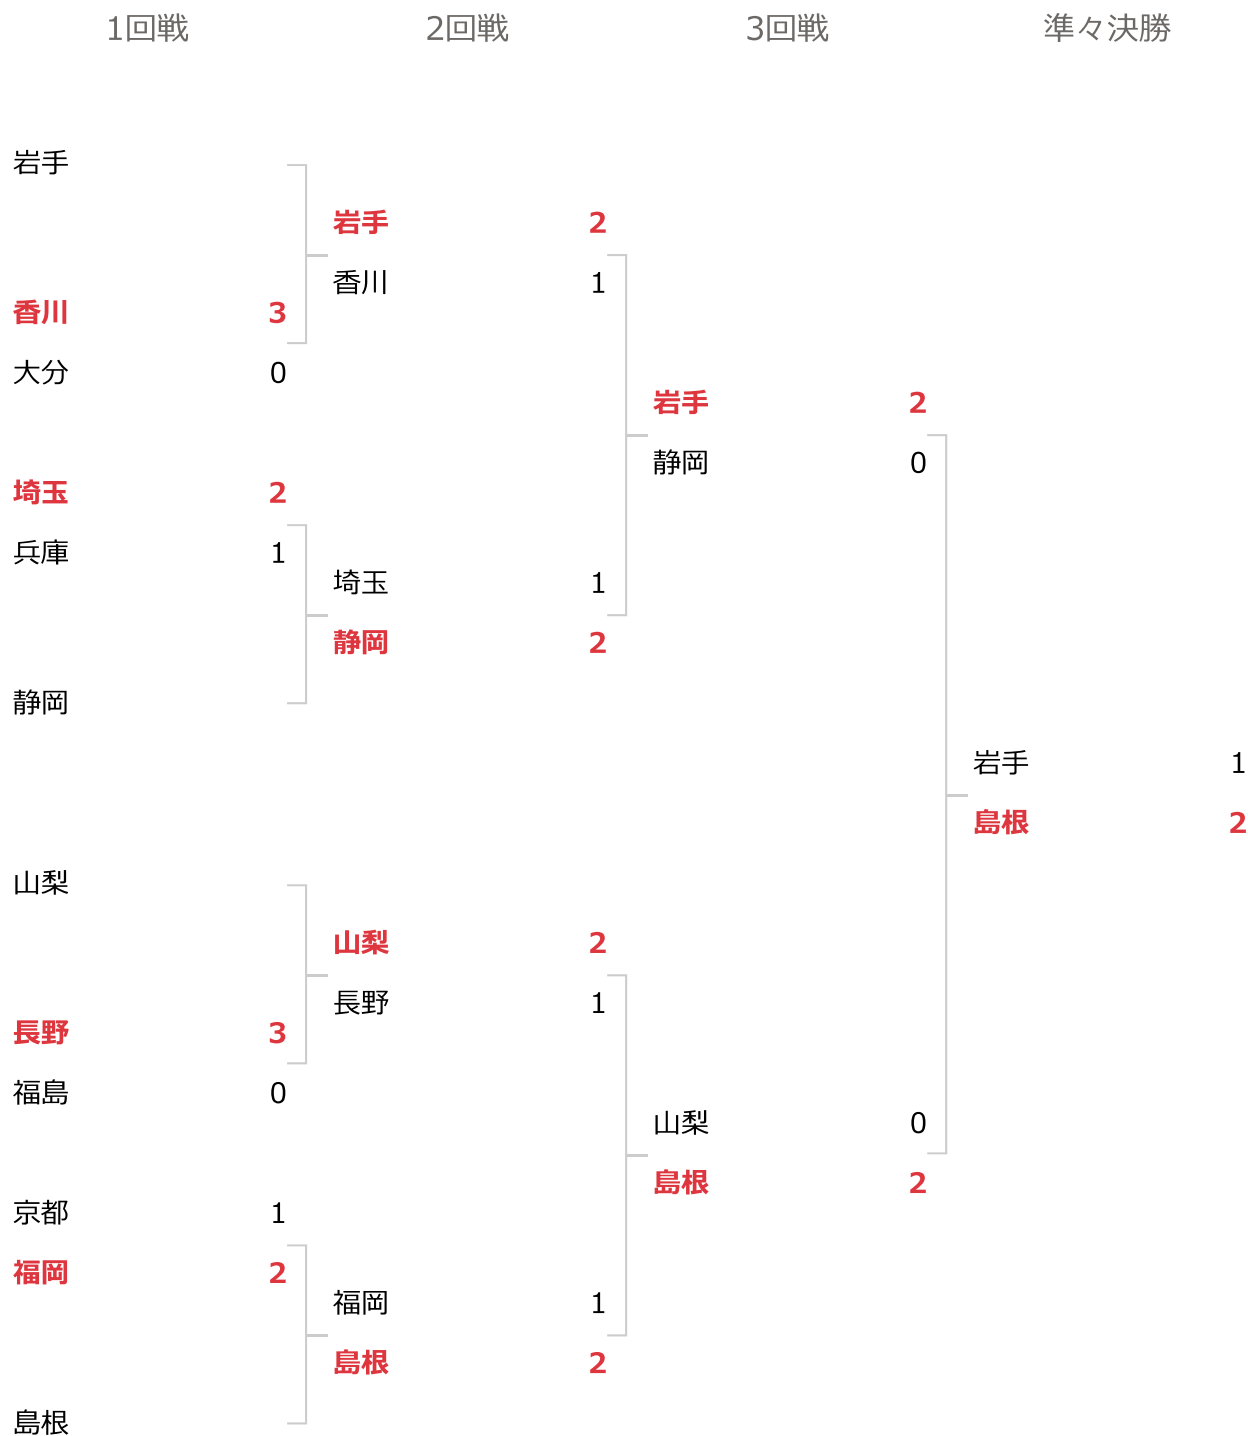 1回戦 2回戦 3回戦 準々決勝
岩手
岩手 2
香川 1
香川 3
大分 0
岩手 2
静岡 0
埼玉 2
兵庫 1
埼玉 1
静岡 2
静岡
岩手 1
島根 2
山梨
山梨 2
長野 1
長野 3
福島 0
山梨 0
島根 2
京都 1
福岡 2
福岡 1
島根 2
島根